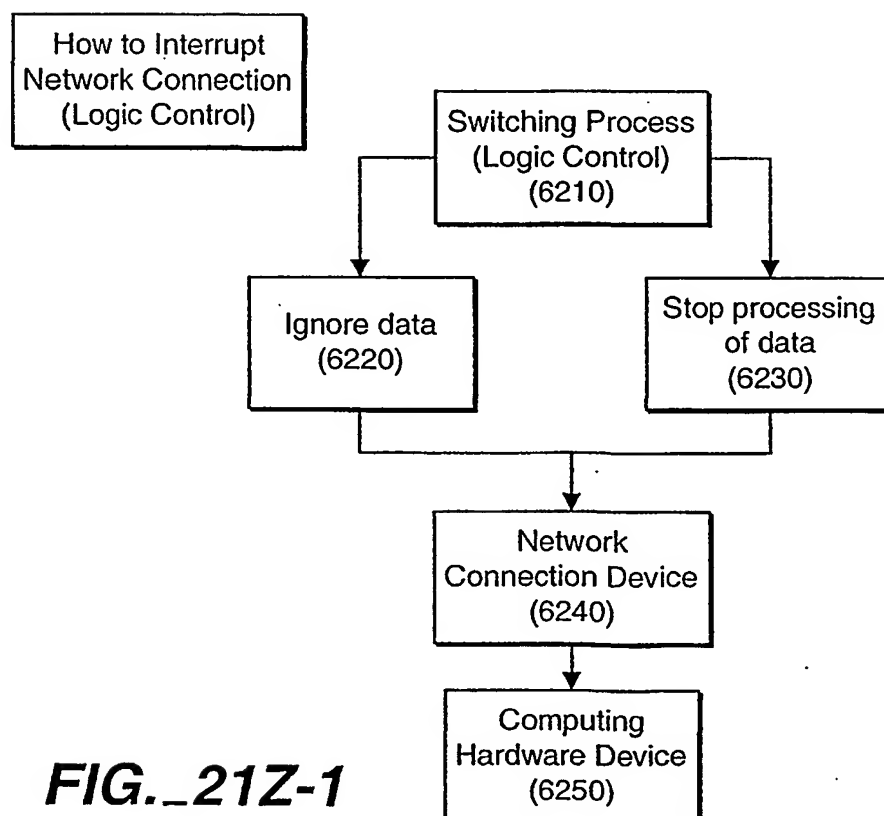 How to Interrupt
Network Connection
(Logic Control)
Switching Process
(Logic Control)
(6210)
Ignore data
(6220)
Stop processing
of data
(6230)
Network
Connection Device
(6240)
Computing
Hardware Device
(6250)
FIG._21Z-1